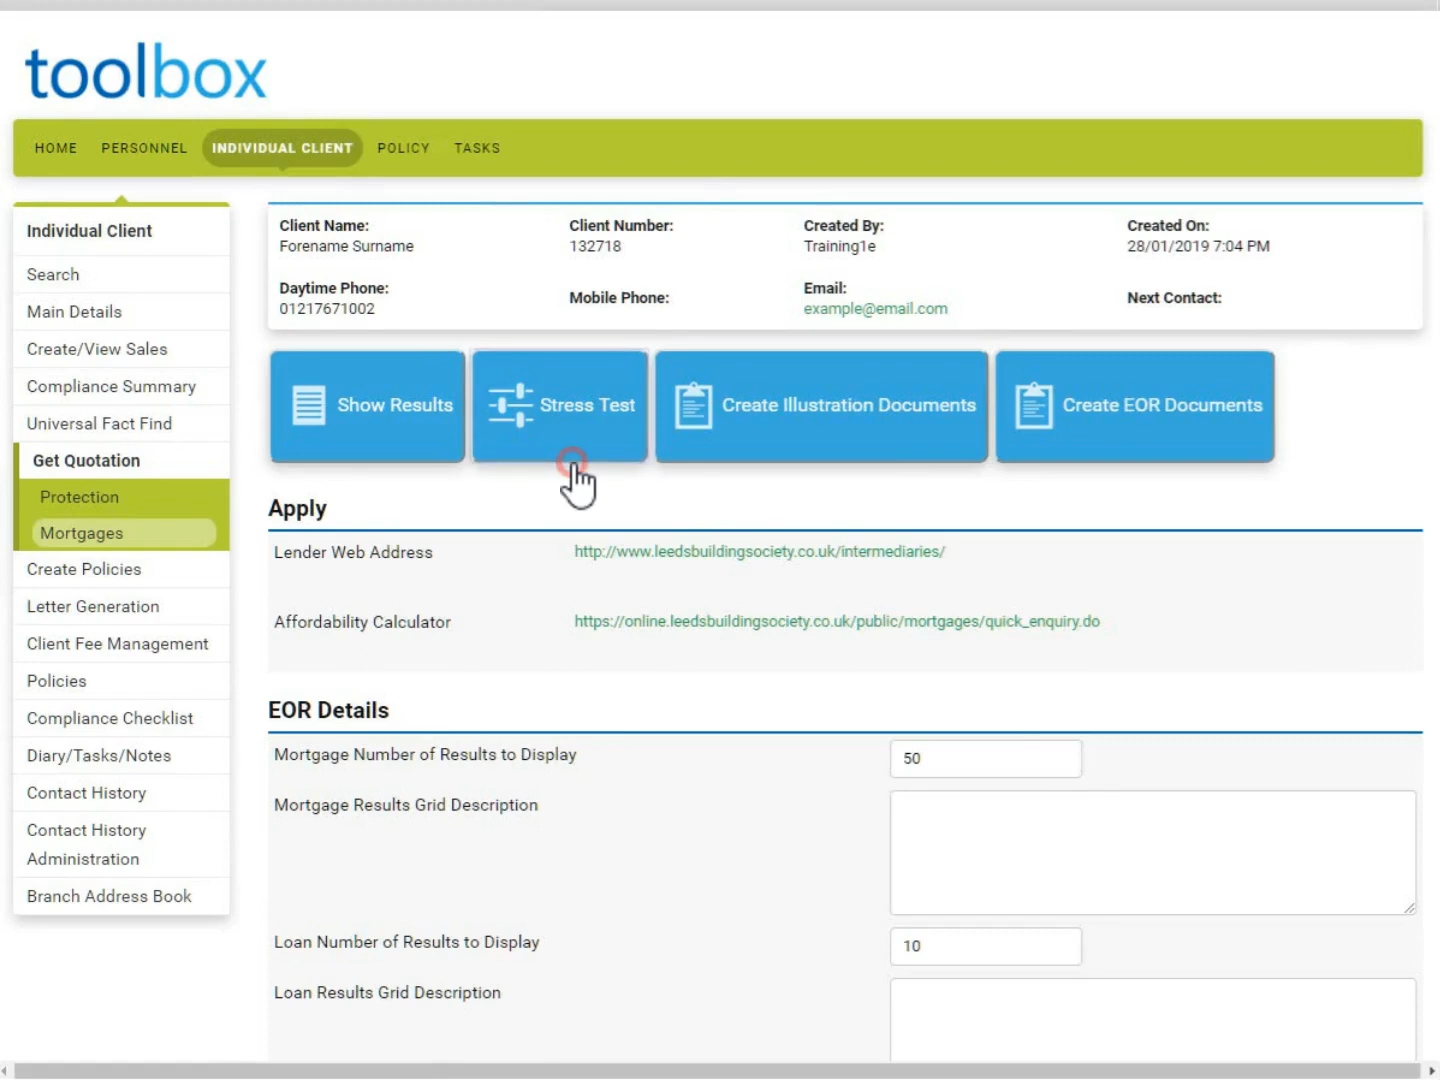 toolbox
HOME PERSONNEL INDIVIDUAL CLIENT POLICY TASKS
Individual Client
Search
Main Details
Create/View Sales
Compliance Summary
Universal Fact Find
Get Quotation
Protection
Mortgages
Create Policies
Letter Generation
Client Fee Management
Policies
Compliance Checklist
Diary/Tasks/Notes
Contact History
Contact History
Administration
Branch Address Book
Client Name: Client Number: Created By: Created On:
Forename Surname 132718 Training1e 28/01/2019 7:04 PM
Daytime Phone: Mobile Phone: Email: Next Contact:
01217671002 example@email.com
Show Results Stress Test Create Illustration Documents Create EOR Documents
Apply
Lender Web Address http://www.leedsbuildingsociety.co.uk/intermediaries/
Affordability Calculator https://online.leedsbuildingsociety.co.uk/public/mortgages/quick_enquiry.do
EOR Details
Mortgage Number of Results to Display 50
Mortgage Results Grid Description
Loan Number of Results to Display 10
Loan Results Grid Description